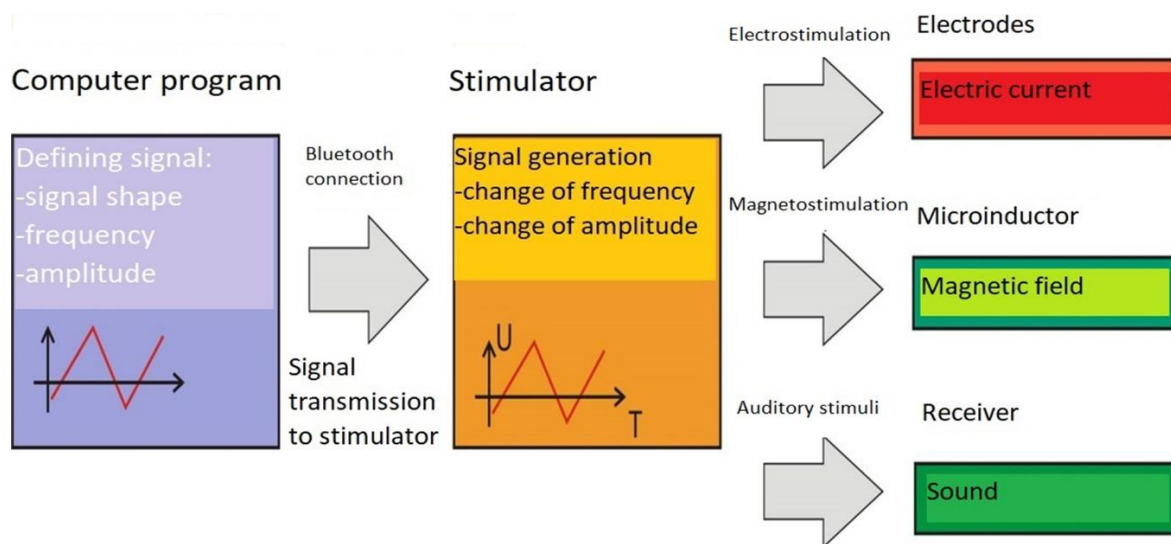 Computer program
Defining signal:
-signal shape
-frequency
-amplitude
Bluetooth
connection
Signal
transmission
to stimulator
Stimulator
Signal generation
-change of frequency
-change of amplitude
U
T
Electrostimulation
Electrodes
Electric current
Magnetostimulation
Microinductor
Magnetic field
Auditory stimuli
Receiver
Sound